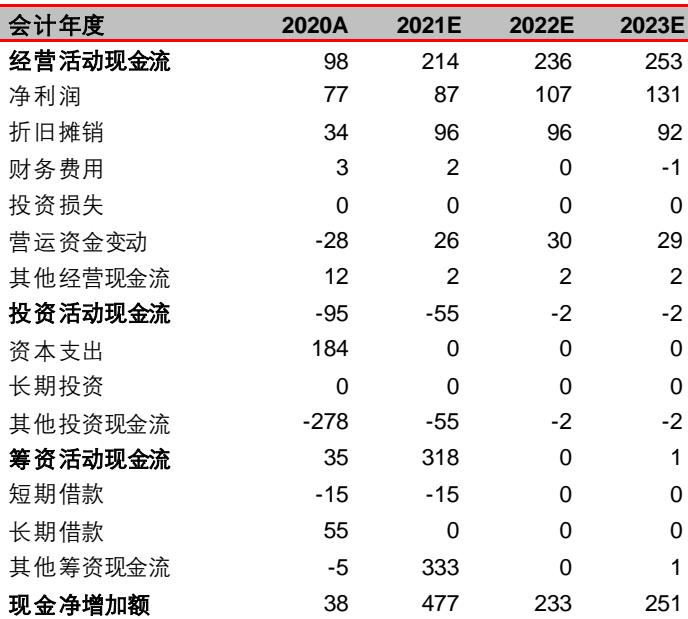 会计年度 2020A 2021E 2022E 2023E
经营活动现金流 98 214 236 253
净利润 77 87 107 131
折旧摊销 34 96 96 92
财务费用 3 2 0 -1
投资损失 0 0 0 0
营运资金变动 -28 26 30 29
其他经营现金流 12 2 2 2
投资活动现金流 -95 -55 -2 -2
资本支出 184 0 0 0
长期投资 0 0 0 0
其他投资现金流 -278 -55 -2 -2
筹资活动现金流 35 318 0 1
短期借款 -15 -15 0 0
长期借款 55 0 0 0
其他筹资现金流 -5 333 0 1
现金净增加额 38 477 233 251